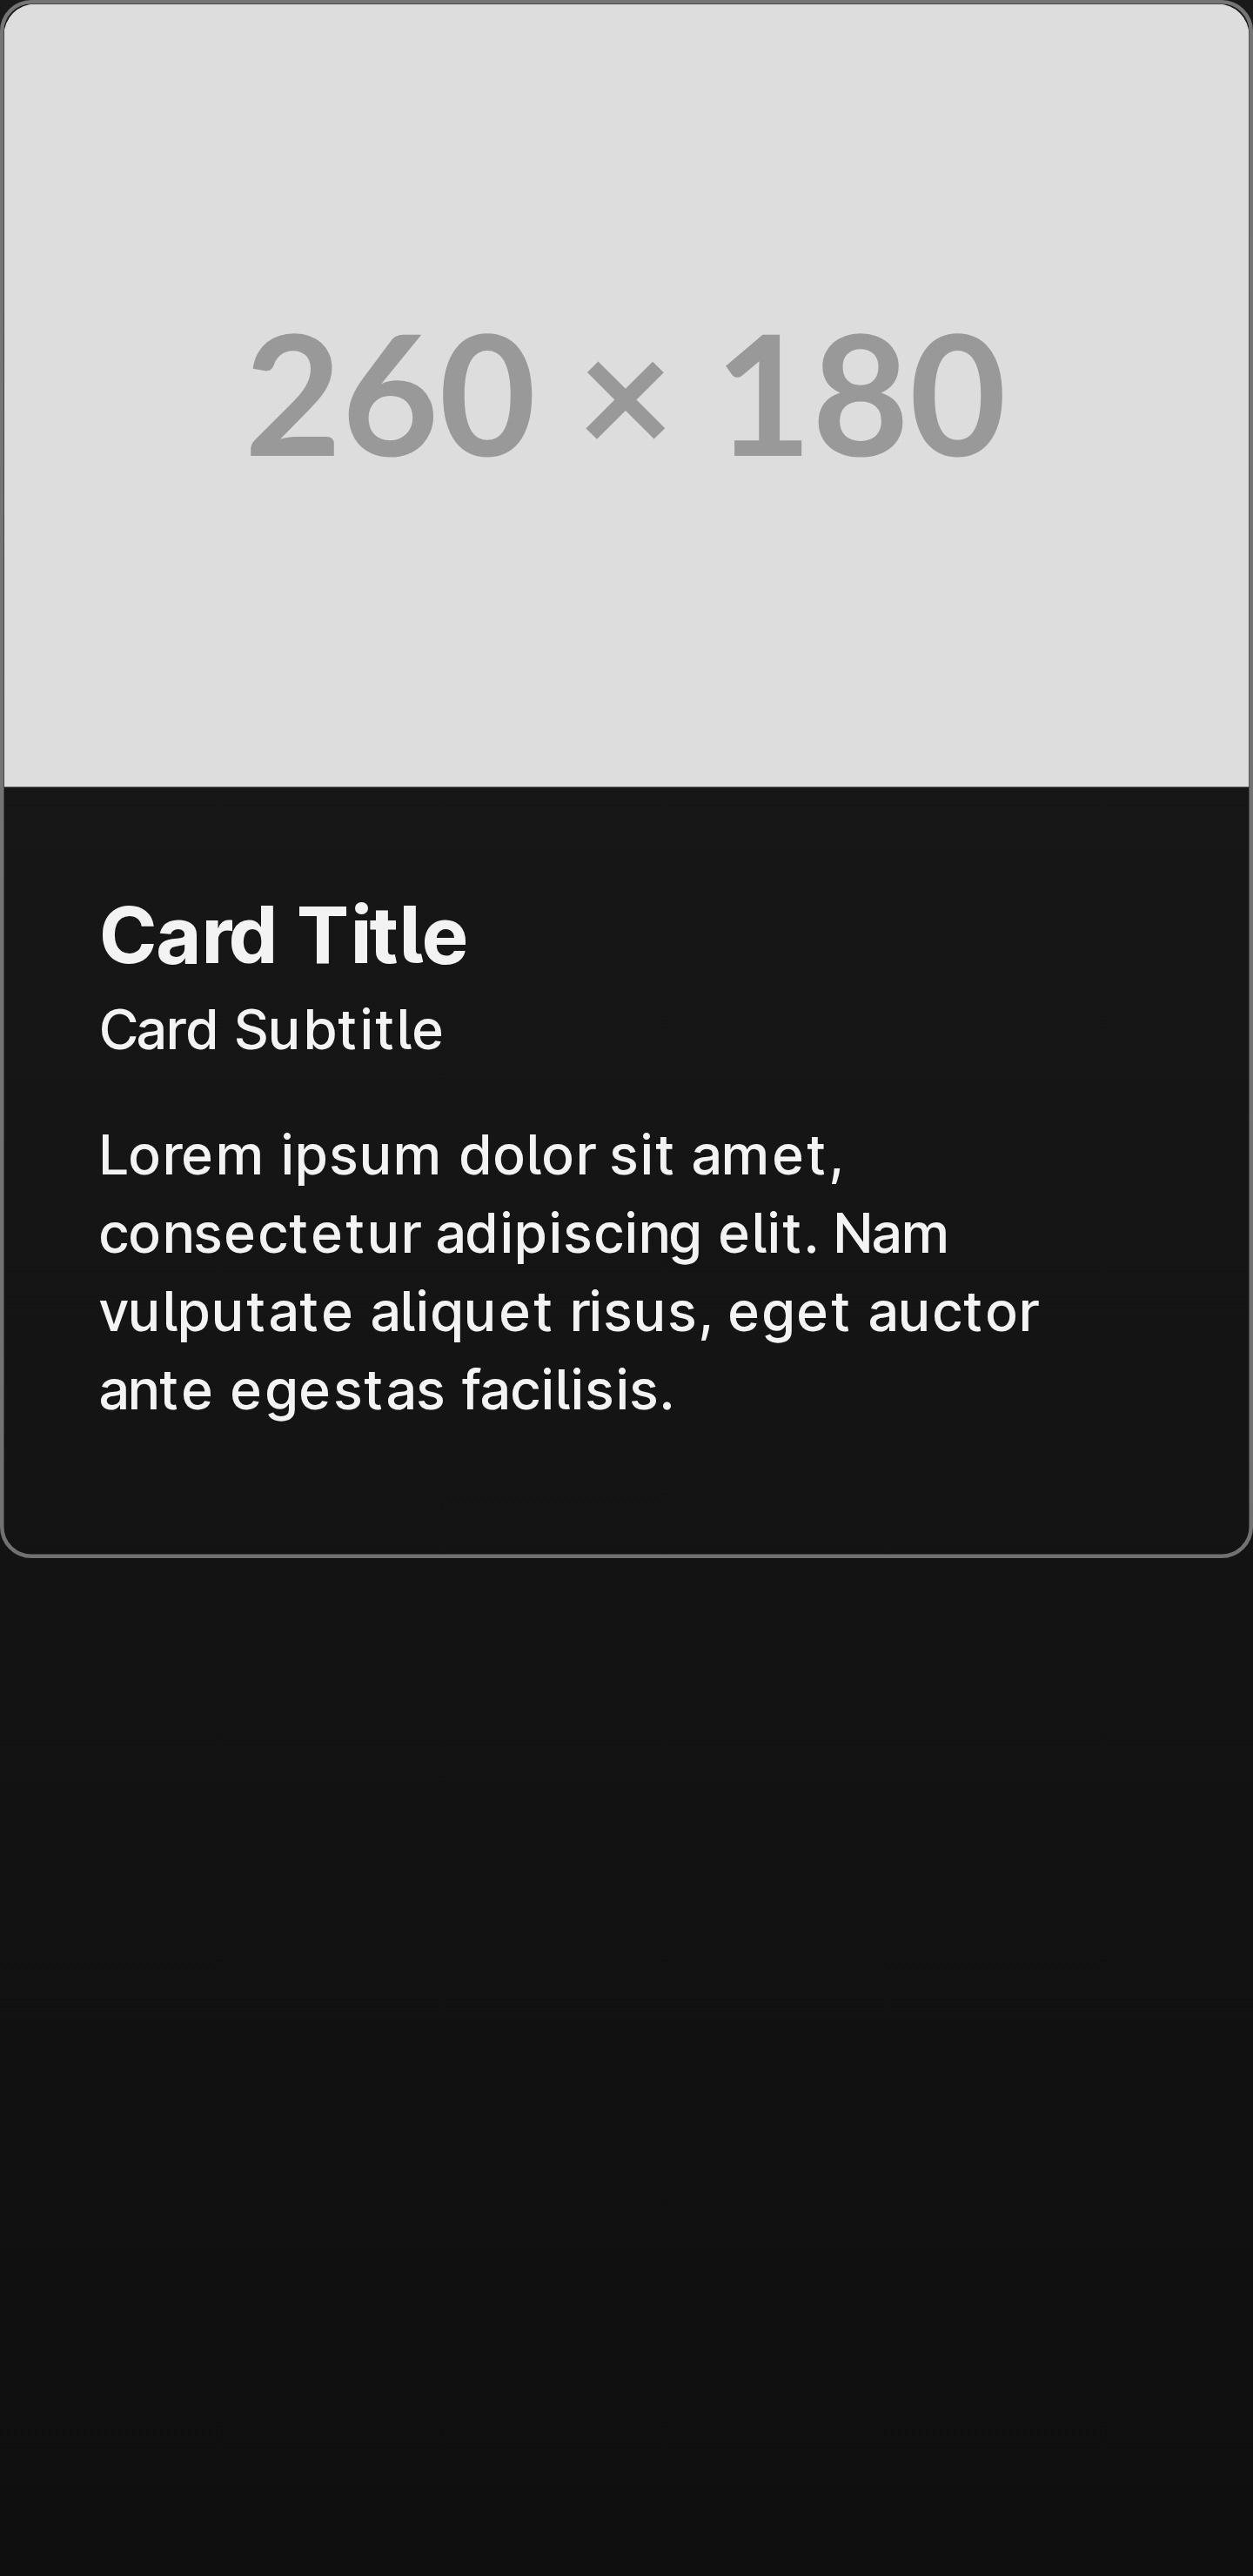 260 × 180
Card Title
Card Subtitle
Lorem ipsum dolor sit amet,
consectetur adipiscing elit. Nam
vulputate aliquet risus, eget auctor
ante egestas facilisis.